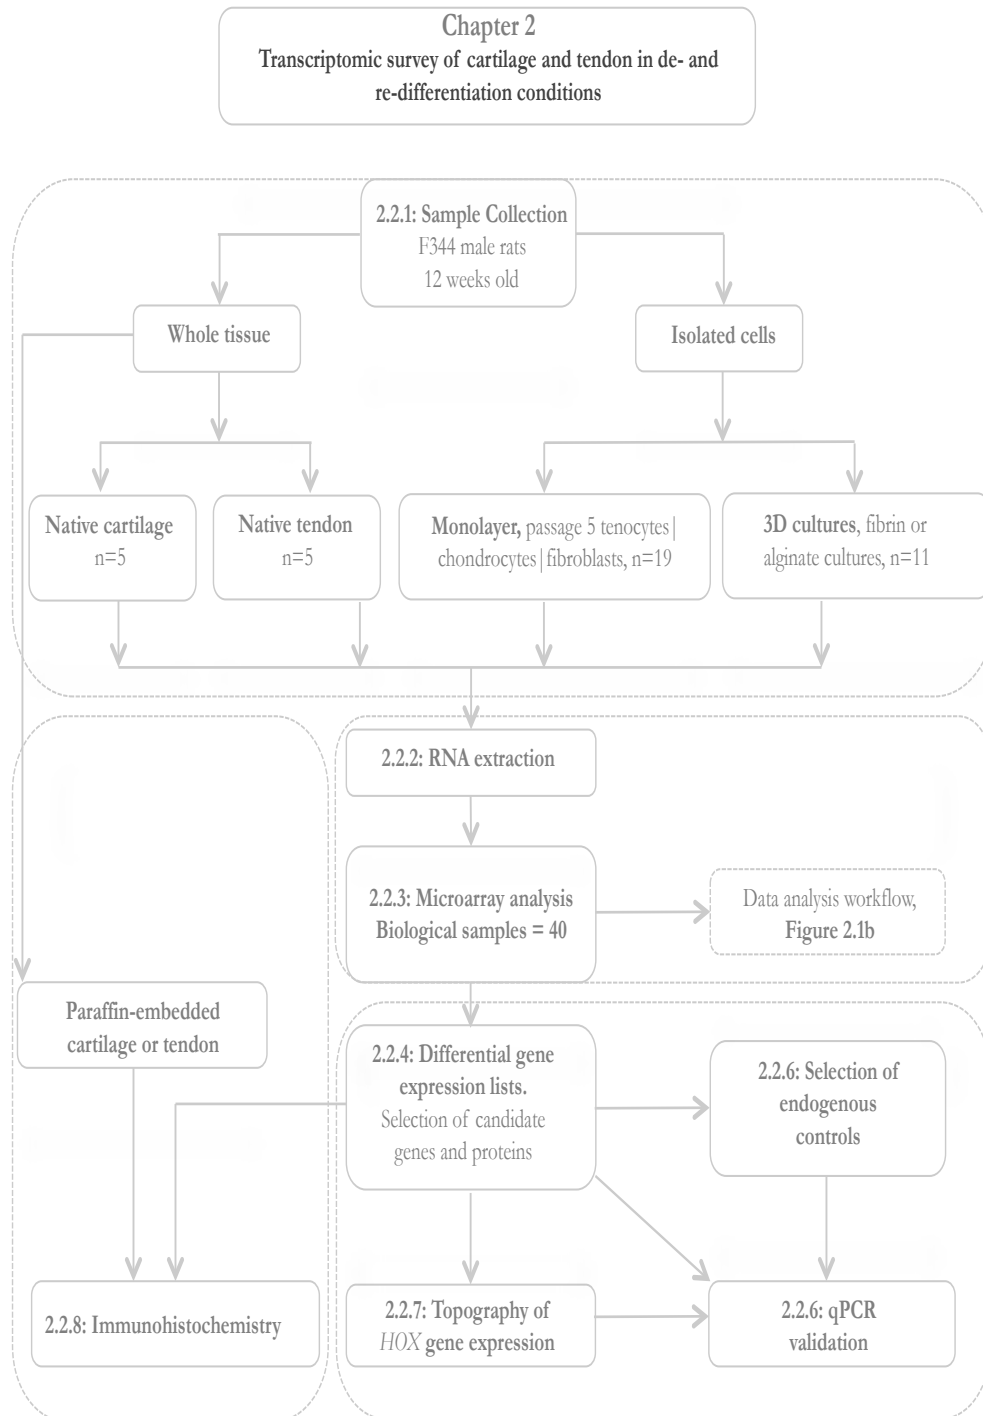 Chapter 2
Transcriptomic survey of cartilage and tendon in de- and
re-differentiation conditions
2.2.1: Sample Collection
F344 male rats
12 weeks old
Whole tissue
Isolated cells
Native cartilage
n=5
Native tendon
n=5
Monolayer, passage 5 tenocytes|
chondrocytes|fibroblasts, n=19
3D cultures, fibrin or
alginate cultures, n=11
2.2.2: RNA extraction
2.2.3: Microarray analysis
Biological samples = 40
Data analysis workflow,
Figure 2.1b
Paraffin-embedded
cartilage or tendon
2.2.4: Differential gene
expression lists.
Selection of candidate
genes and proteins
2.2.6: Selection of
endogenous
controls
2.2.8: Immunohistochemistry
2.2.7: Topography of
HOX gene expression
2.2.6: qPCR
validation